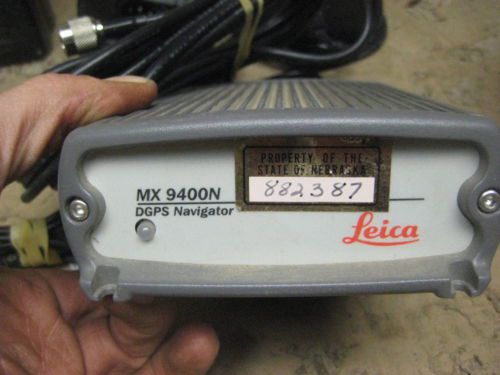 PROPERTY OF THE
STATE OF NEBRASKA
882387
MX 9400N
DGPS Navigator
Leica